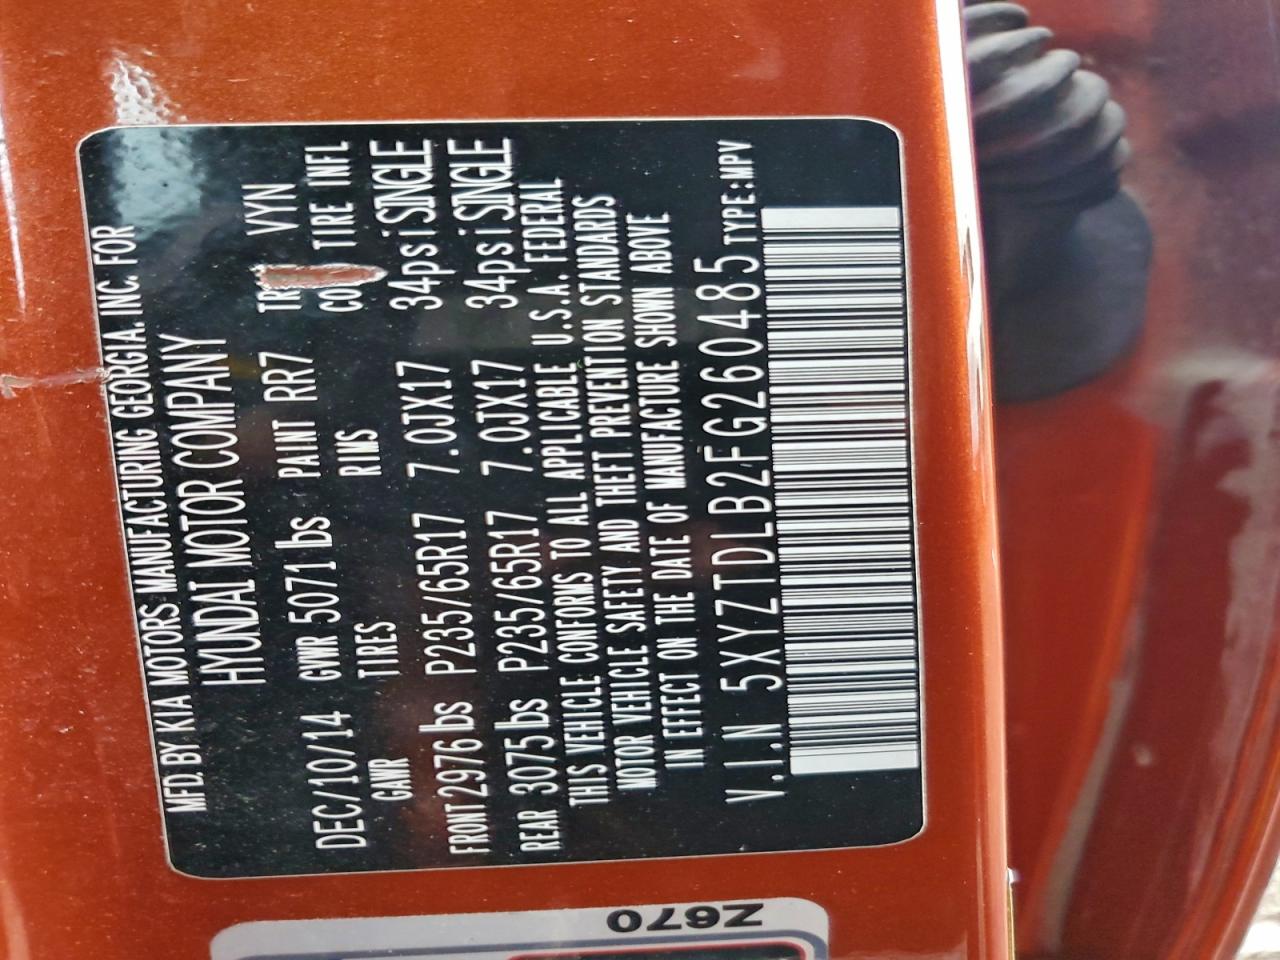 MFD. BY KIA MOTORS MANUFACTURING GEORGIA. INC. FOR
HYUNDAI MOTOR COMPANY
DEC/10/14 GVWR 5071 lbs PAINT RR7 VYN
GAWR TIRES RIMS TIRE INFL
FRONT 2976 lbs P235/65R17 7.0JX17 34psi SINGLE
REAR 3075 lbs P235/65R17 7.0JX17 34psi SINGLE
THIS VEHICLE CONFORMS TO ALL APPLICABLE U.S.A. FEDERAL
MOTOR VEHICLE SAFETY AND THEFT PREVENTION STANDARDS
IN EFFECT ON THE DATE OF MANUFACTURE SHOWN ABOVE
V.I.N 5XYZTDLB2FG260485 TYPE:MPV
Z670